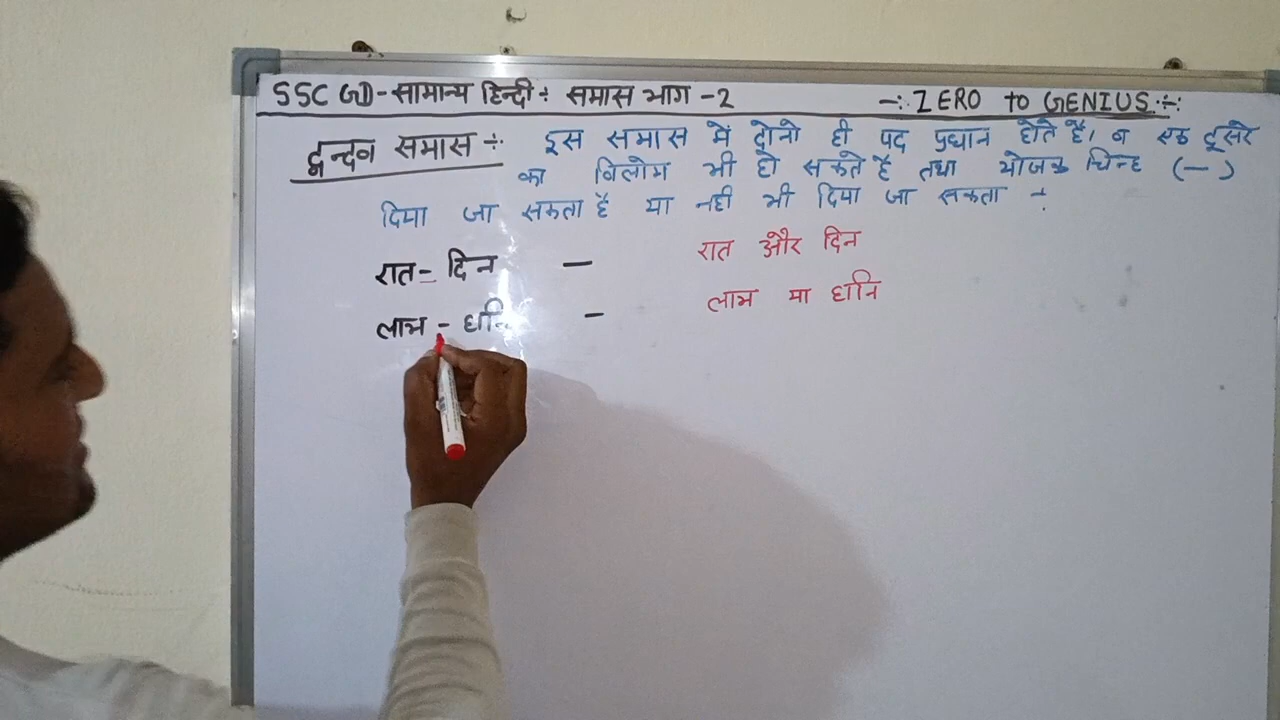 SSC GD - सामान्य हिन्दी ÷ समास भाग - 2 -: ZERO to GENIUS :-
द्वन्दव समास ÷ इस समास में दोनो ही पद प्रधान होते है। व एक दूसरे
का विलोम भी हो सकते है तथा योजक चिन्ह (-)
दिया जा सकता है या नही भी दिया जा सकता ÷
रात - दिन - रात और दिन
लाभ - हानि - लाभ या हानि